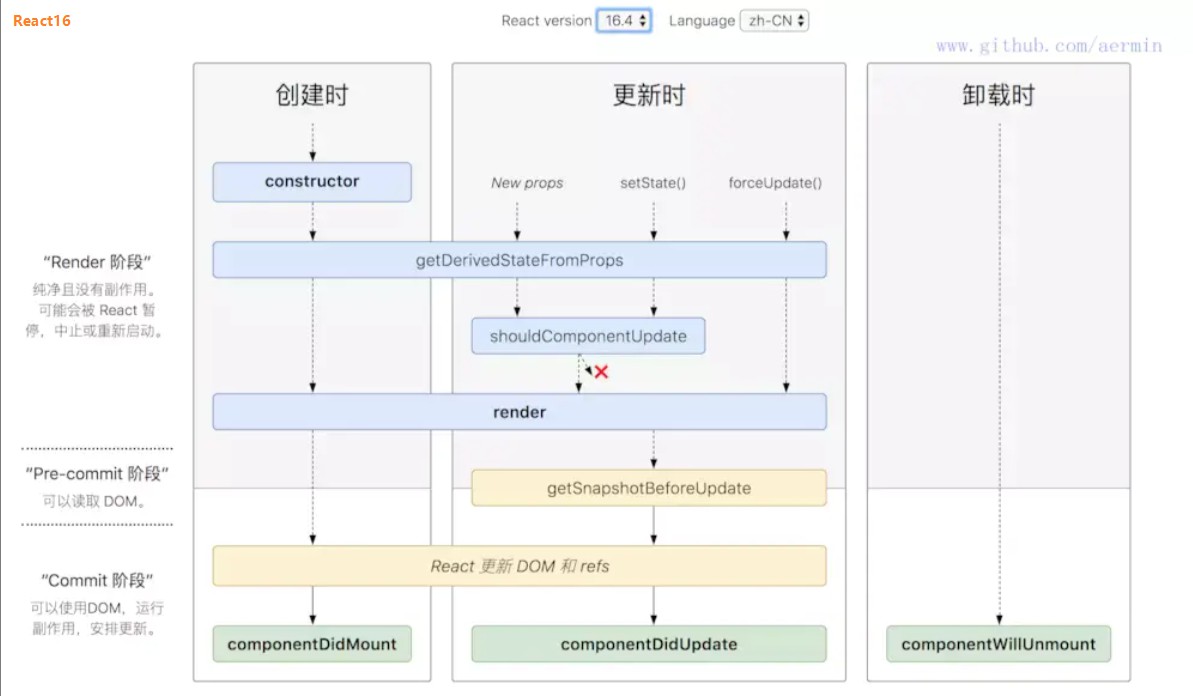 React16
React version 16.4 Language zh-CN
www.github.com/aermin
创建时
更新时
卸载时
constructor
New props
setState()
forceUpdate()
“Render 阶段”
纯净且没有副作用。
可能会被 React 暂
停，中止或重新启动。
getDerivedStateFromProps
shouldComponentUpdate
render
“Pre-commit 阶段”
可以读取 DOM。
getSnapshotBeforeUpdate
React 更新 DOM 和 refs
“Commit 阶段”
可以使用DOM，运行
副作用，安排更新。
componentDidMount
componentDidUpdate
componentWillUnmount